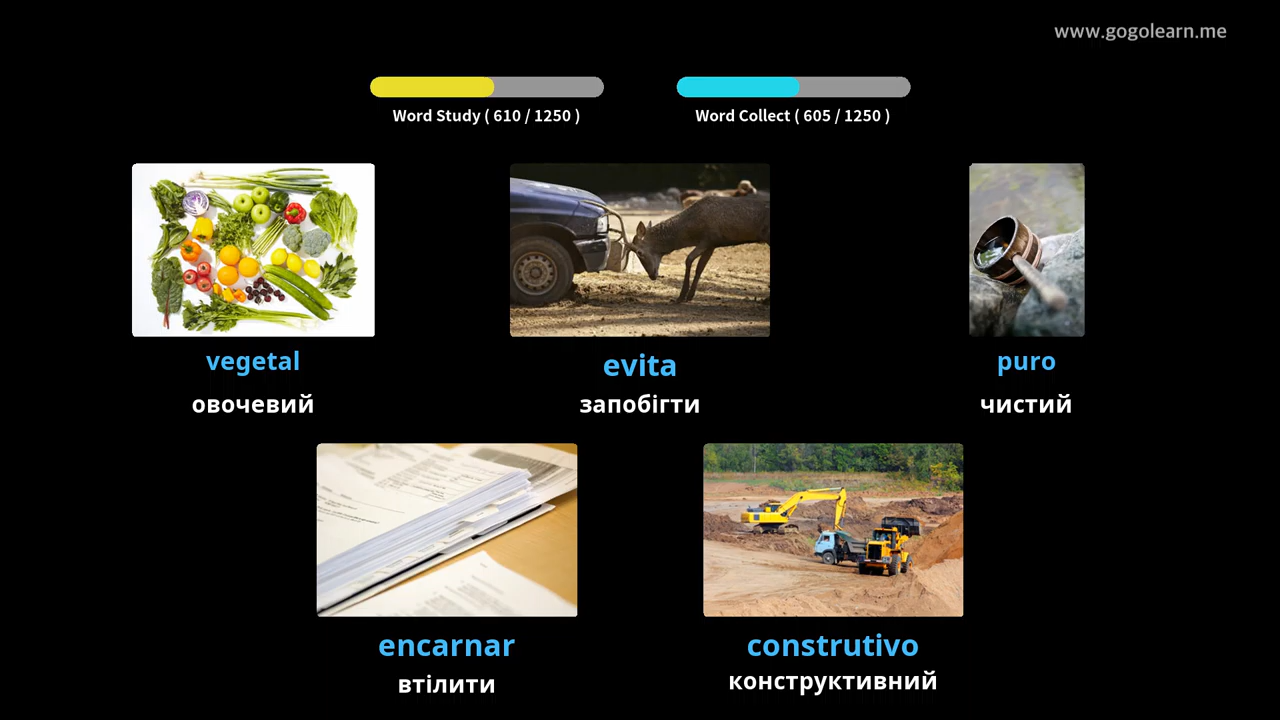 www.gogolearn.me
Word Study ( 610 / 1250 )
Word Collect ( 605 / 1250 )
vegetal
овочевий
evita
запобігти
puro
чистий
encarnar
втілити
construtivo
конструктивний